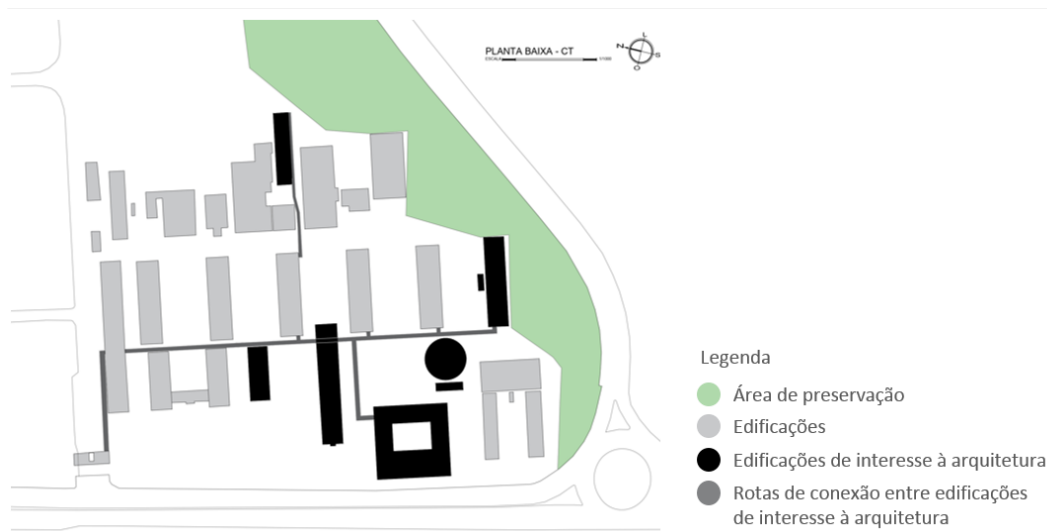 PLANTA BAIXA - CT
ESCALA
L
N
S
O
Legenda
Área de preservação
Edificações
Edificações de interesse à arquitetura
Rotas de conexão entre edificações
de interesse à arquitetura